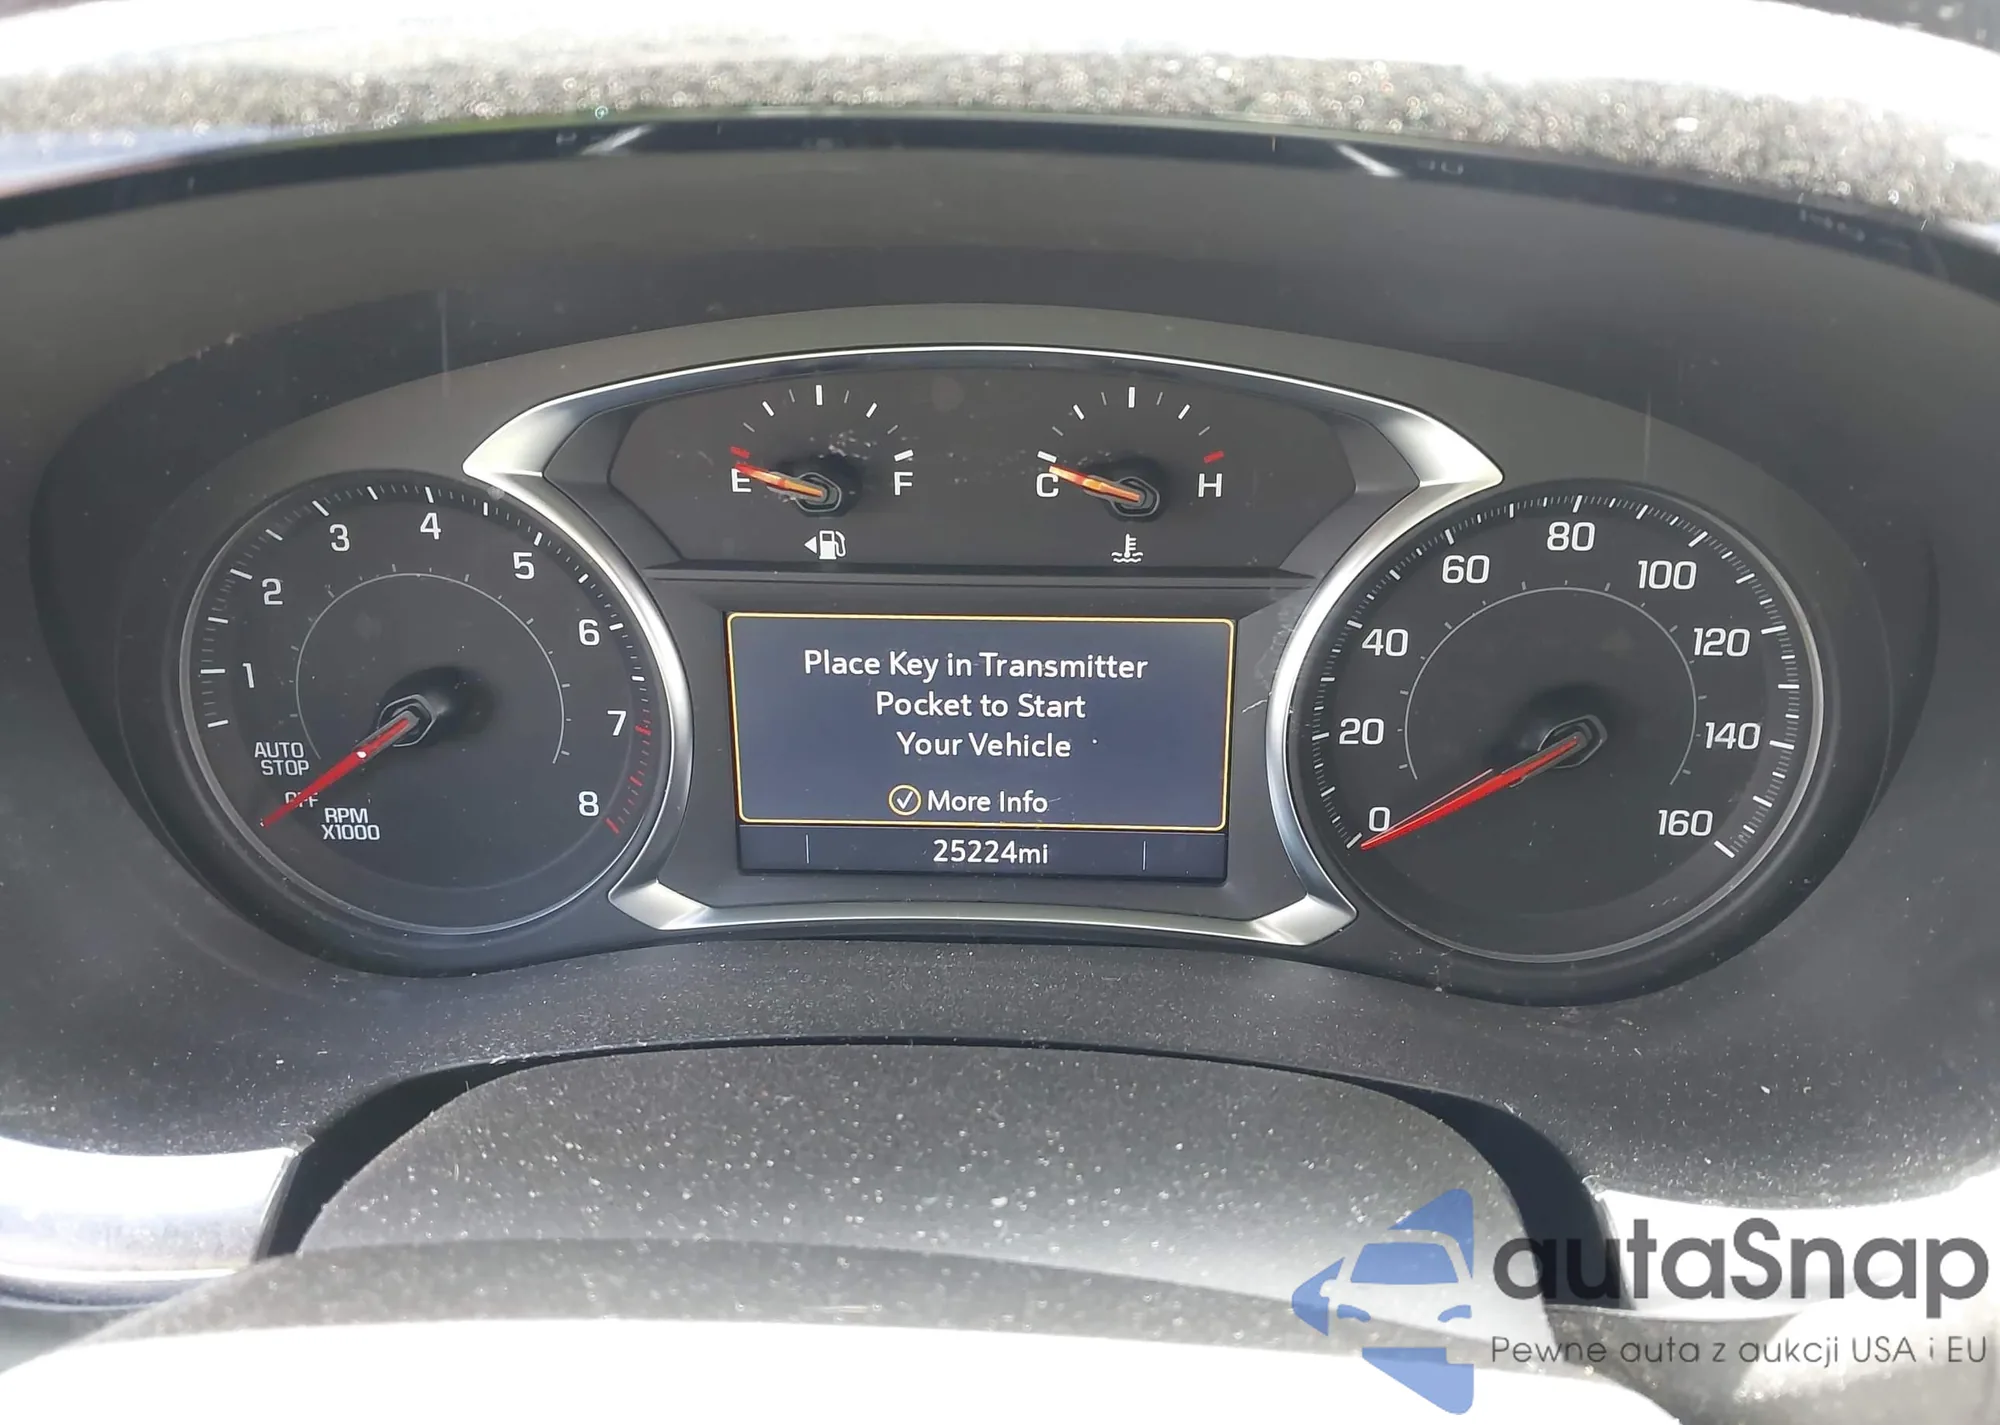 E F C H
1 2 3 4 5 6 7 8
AUTO
STOP
OFF
RPM
X1000
Place Key in Transmitter
Pocket to Start
Your Vehicle
More Info
25224mi
0 20 40 60 80 100 120 140 160
autaSnap
Pewne auta z aukcji USA i EU